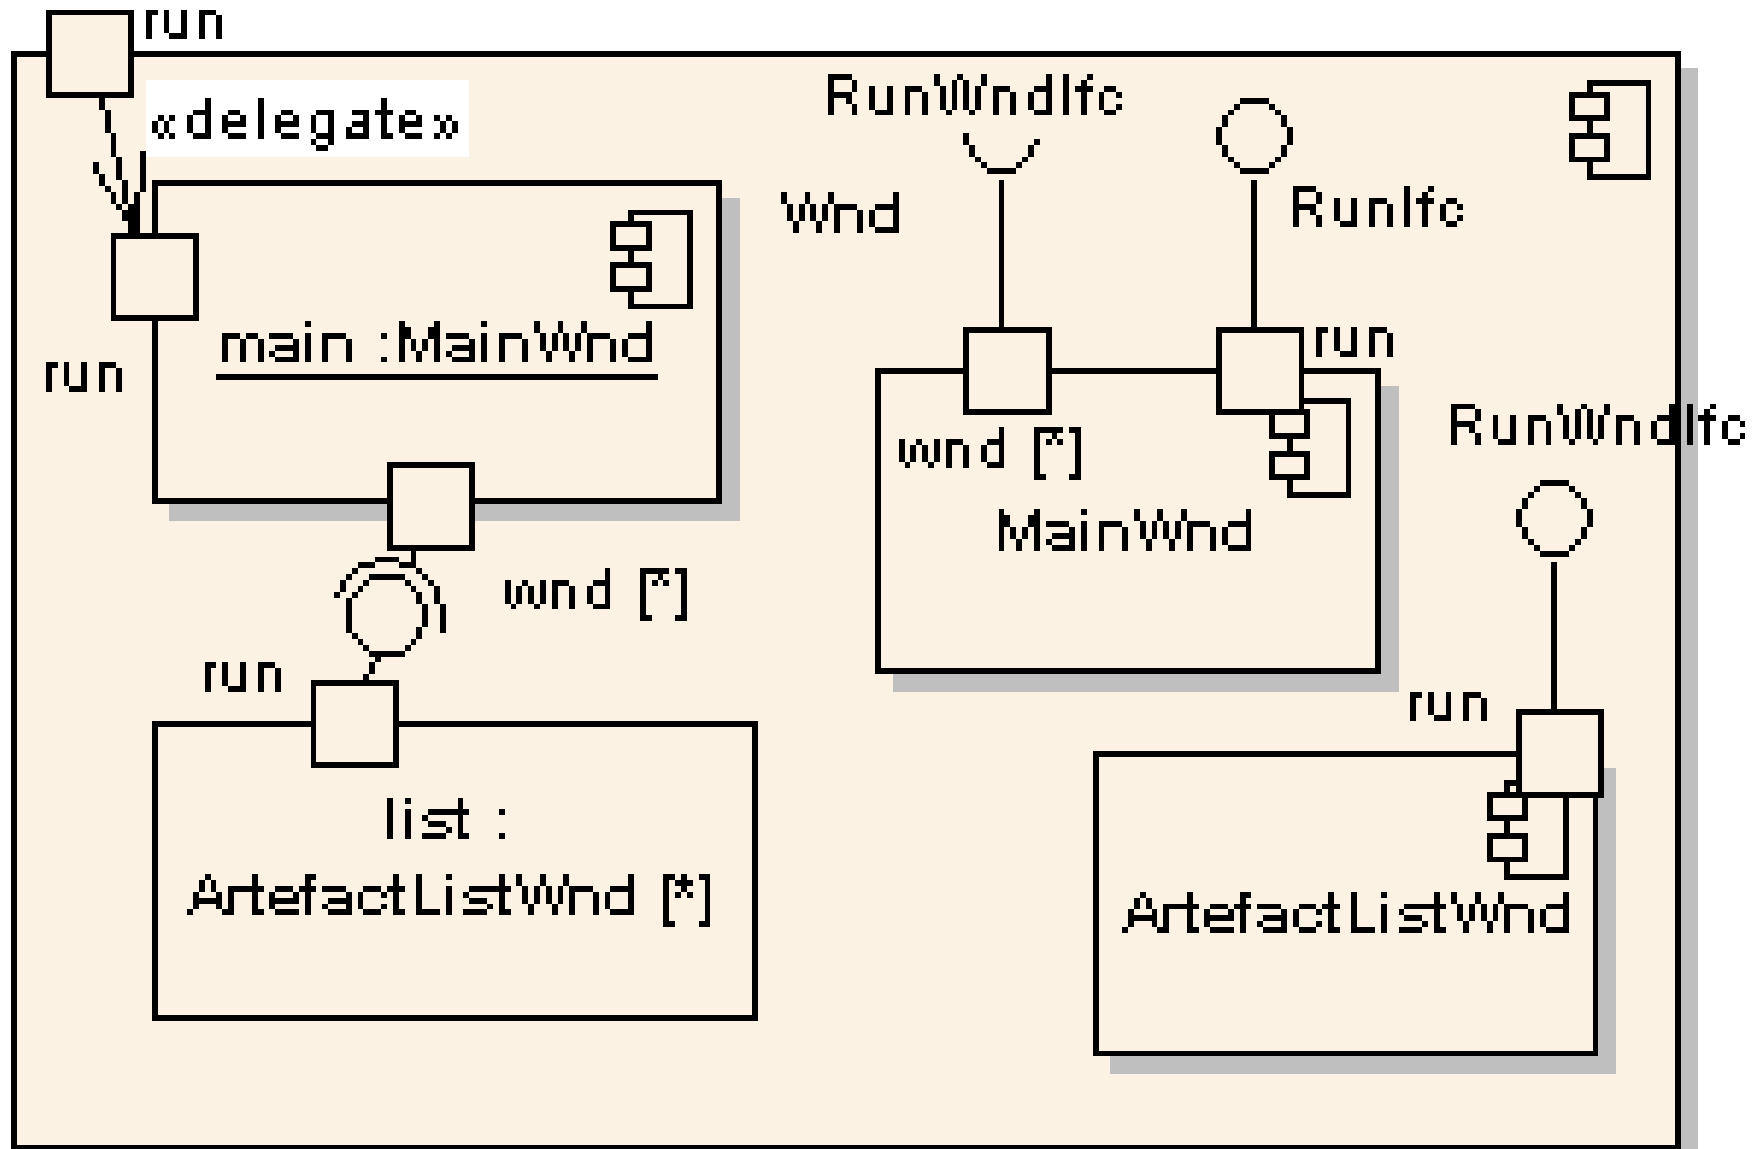 run
«delegate»
RunWndIfc
Wnd
RunIfc
main :MainWnd
run
run
RunWndIfc
wnd [*]
MainWnd
wnd [*]
run
run
list :
ArtefactListWnd [*]
ArtefactListWnd